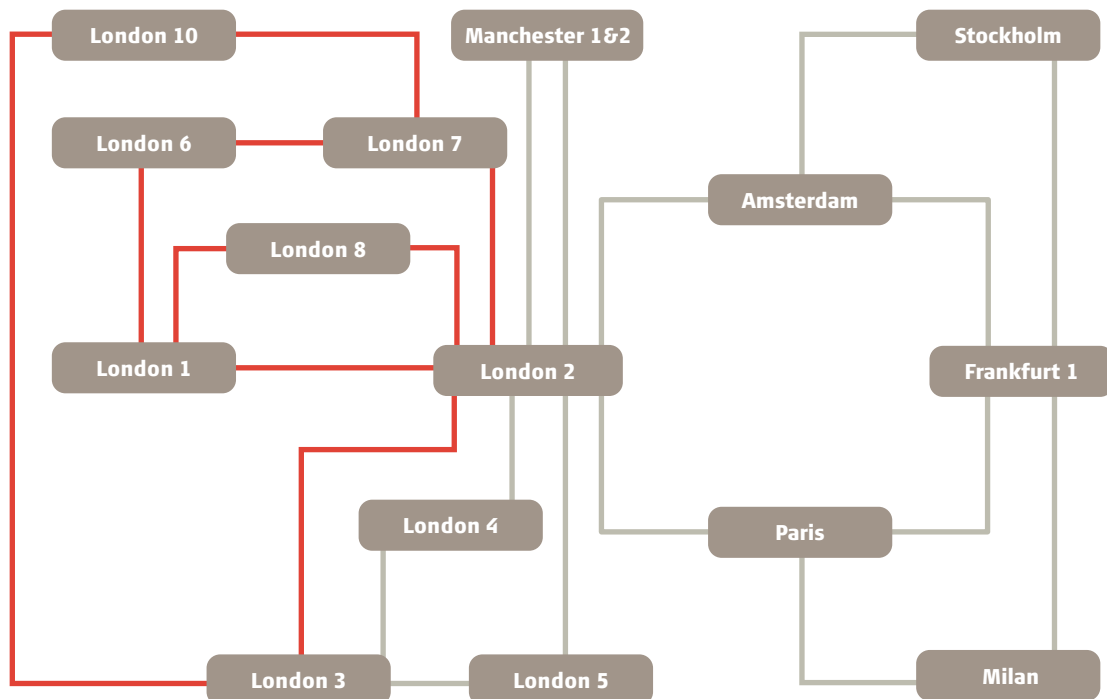 London 10
Manchester 1&2
Stockholm
London 6
London 7
Amsterdam
London 8
London 1
London 2
Frankfurt 1
London 4
Paris
London 3
London 5
Milan